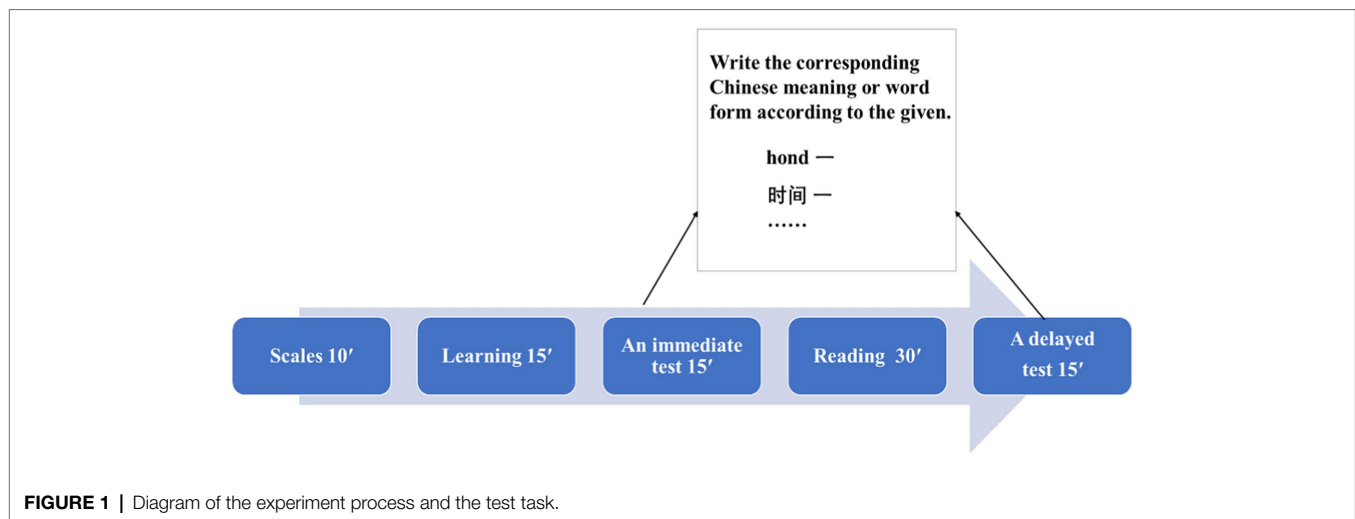 Write the corresponding
Chinese meaning or word
form according to the given.
hond —
时间 —
……
Scales 10′
Learning 15′
An immediate
test 15′
Reading 30′
A delayed
test 15′
FIGURE 1 | Diagram of the experiment process and the test task.